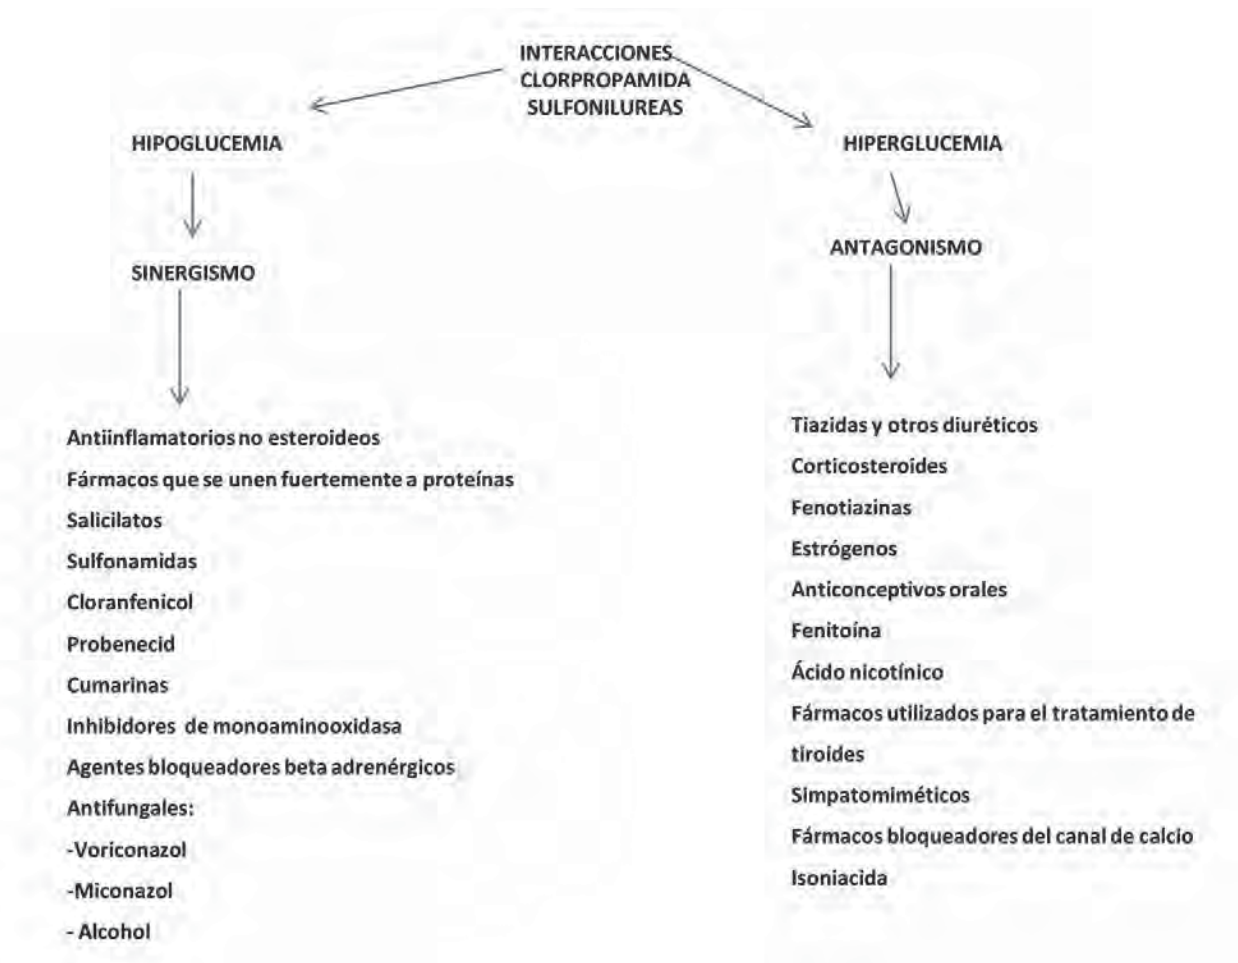 INTERACCIONES
CLORPROPAMIDA
SULFONILUREAS
HIPOGLUCEMIA
SINERGISMO
Antiinflamatorios no esteroideos
Fármacos que se unen fuertemente a proteínas
Salicilatos
Sulfonamidas
Cloranfenicol
Probenecid
Cumarinas
Inhibidores de monoaminooxidasa
Agentes bloqueadores beta adrenérgicos
Antifungales:
-Voriconazol
-Miconazol
- Alcohol
HIPERGLUCEMIA
ANTAGONISMO
Tiazidas y otros diuréticos
Corticosteroides
Fenotiazinas
Estrógenos
Anticonceptivos orales
Fenitoína
Ácido nicotínico
Fármacos utilizados para el tratamiento de
tiroides
Simpatomiméticos
Fármacos bloqueadores del canal de calcio
Isoniacida